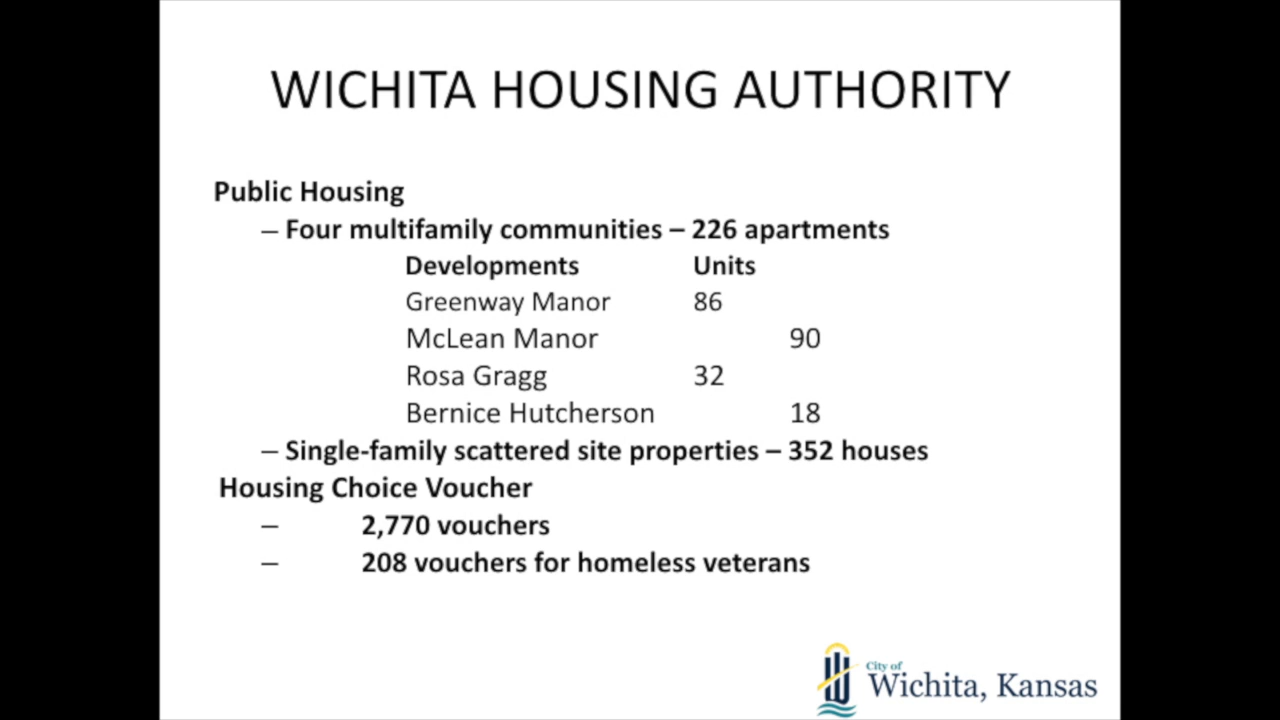 WICHITA HOUSING AUTHORITY
Public Housing
– Four multifamily communities – 226 apartments
Developments Units
Greenway Manor 86
McLean Manor 90
Rosa Gragg 32
Bernice Hutcherson 18
– Single-family scattered site properties – 352 houses
Housing Choice Voucher
– 2,770 vouchers
– 208 vouchers for homeless veterans
City of
Wichita, Kansas